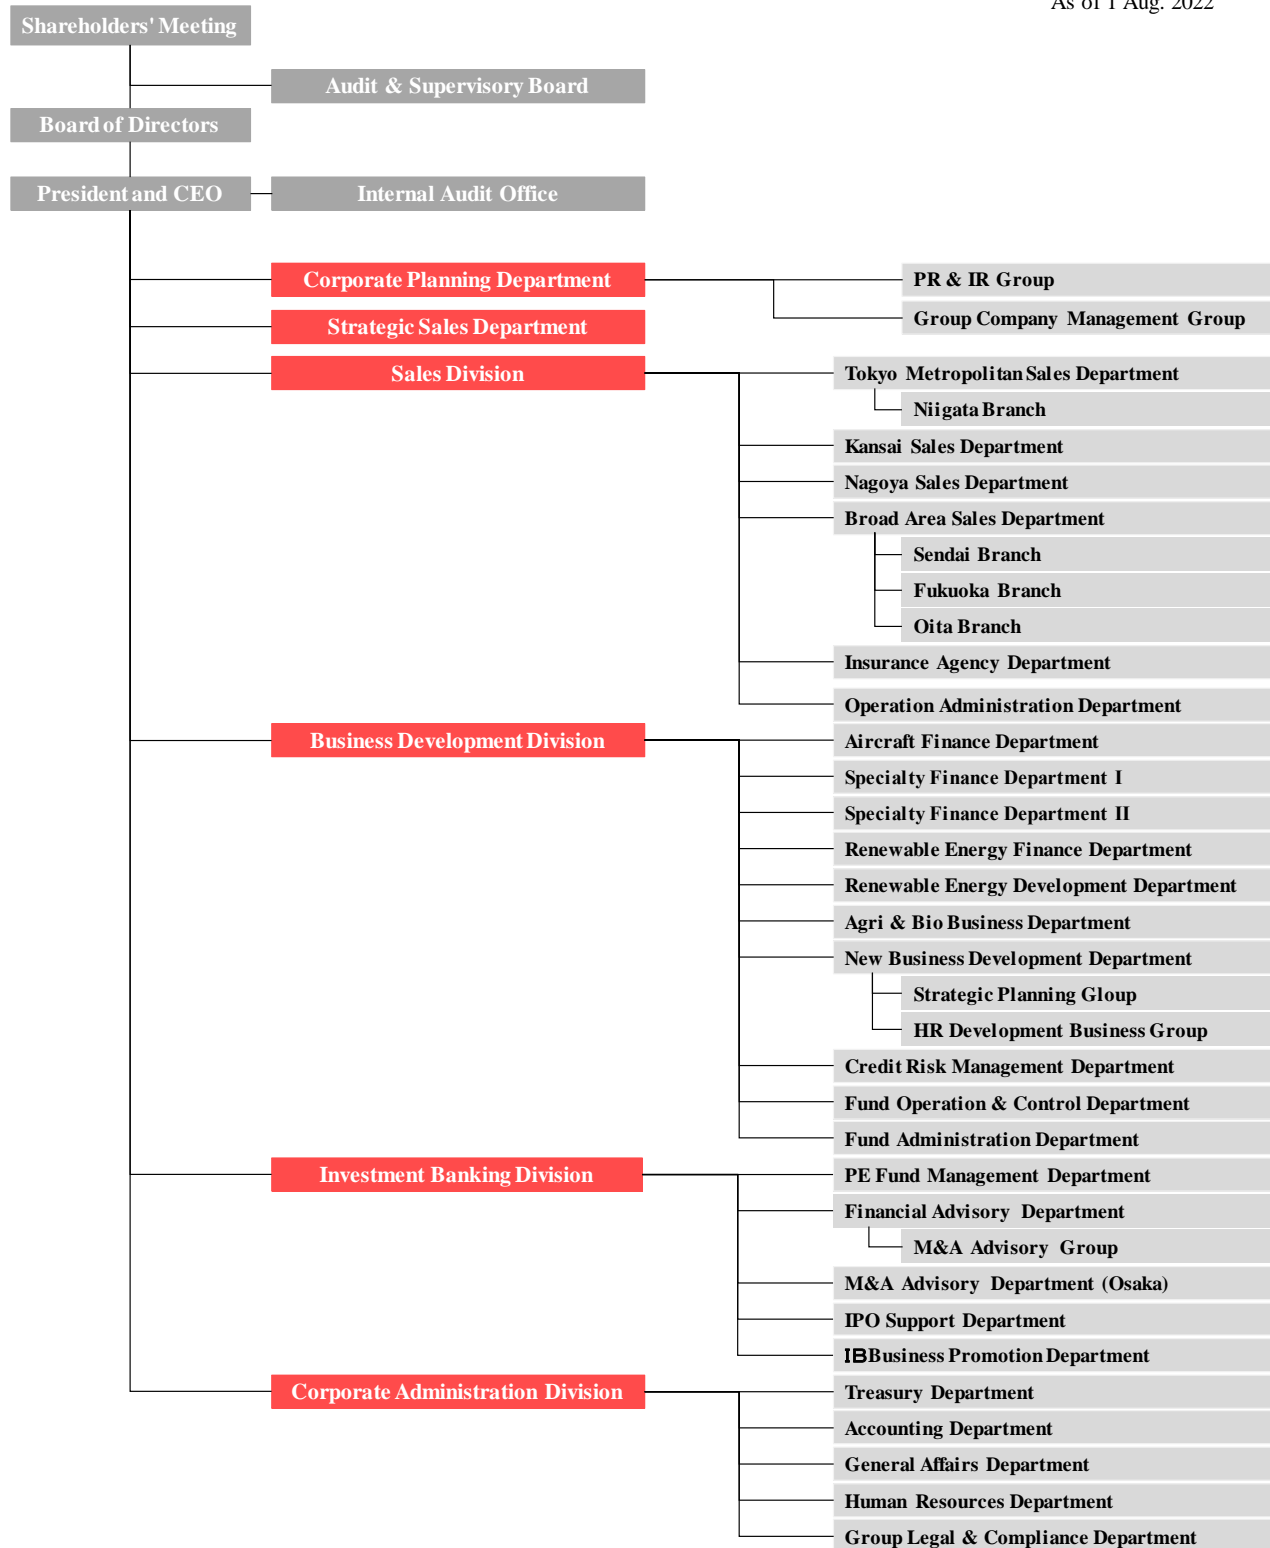 As of 1 Aug. 2022
Shareholders' Meeting
Audit & Supervisory Board
Board of Directors
President and CEO
Internal Audit Office
Corporate Planning Department
PR & IR Group
Group Company Management Group
Strategic Sales Department
Sales Division
Tokyo Metropolitan Sales Department
Niigata Branch
Kansai Sales Department
Nagoya Sales Department
Broad Area Sales Department
Sendai Branch
Fukuoka Branch
Oita Branch
Insurance Agency Department
Operation Administration Department
Business Development Division
Aircraft Finance Department
Specialty Finance Department I
Specialty Finance Department II
Renewable Energy Finance Department
Renewable Energy Development Department
Agri & Bio Business Department
New Business Development Department
Strategic Planning Gloup
HR Development Business Group
Credit Risk Management Department
Fund Operation & Control Department
Fund Administration Department
Investment Banking Division
PE Fund Management Department
Financial Advisory Department
M&A Advisory Group
M&A Advisory Department (Osaka)
IPO Support Department
IBBusiness Promotion Department
Corporate Administration Division
Treasury Department
Accounting Department
General Affairs Department
Human Resources Department
Group Legal & Compliance Department